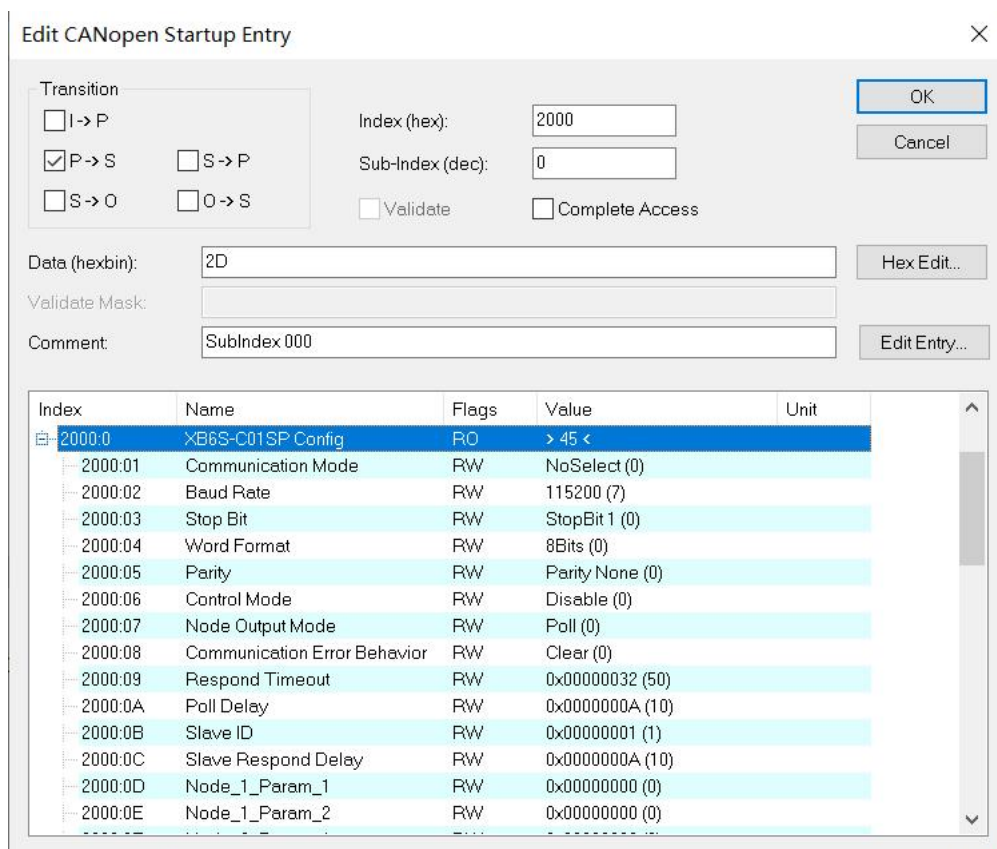 Edit CANopen Startup Entry
Transition
I -> P
P -> S
S -> P
S -> O
O -> S
Index (hex): 2000
Sub-Index (dec): 0
Validate
Complete Access
OK
Cancel
Data (hexbin): 2D
Hex Edit...
Validate Mask:
Comment: SubIndex 000
Edit Entry...
Index Name Flags Value Unit
2000:0 XB6S-C01SP Config RO > 45 <
2000:01 Communication Mode RW NoSelect (0)
2000:02 Baud Rate RW 115200 (7)
2000:03 Stop Bit RW StopBit 1 (0)
2000:04 Word Format RW 8Bits (0)
2000:05 Parity RW Parity None (0)
2000:06 Control Mode RW Disable (0)
2000:07 Node Output Mode RW Poll (0)
2000:08 Communication Error Behavior RW Clear (0)
2000:09 Respond Timeout RW 0x00000032 (50)
2000:0A Poll Delay RW 0x0000000A (10)
2000:0B Slave ID RW 0x00000001 (1)
2000:0C Slave Respond Delay RW 0x0000000A (10)
2000:0D Node_1_Param_1 RW 0x00000000 (0)
2000:0E Node_1_Param_2 RW 0x00000000 (0)